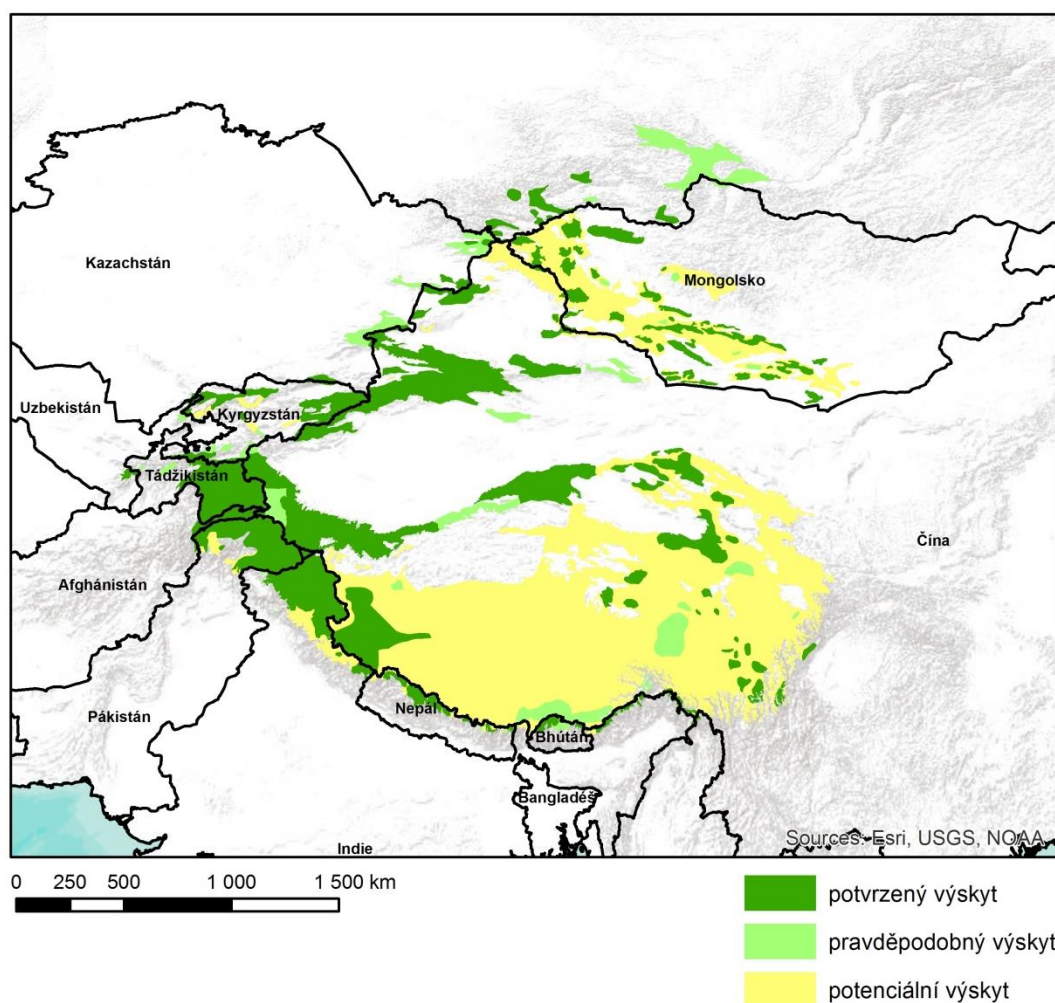 Kazachstán
Mongolsko
Uzbekistán
Kyrgyzstán
Tádžikistán
Čína
Afghánistán
Nepál
Pákistán
Bhútán
Bangladéš
Indie
Sources: Esri, USGS, NOAA
0 250 500 1 000 1 500 km
potvrzený výskyt
pravděpodobný výskyt
potenciální výskyt